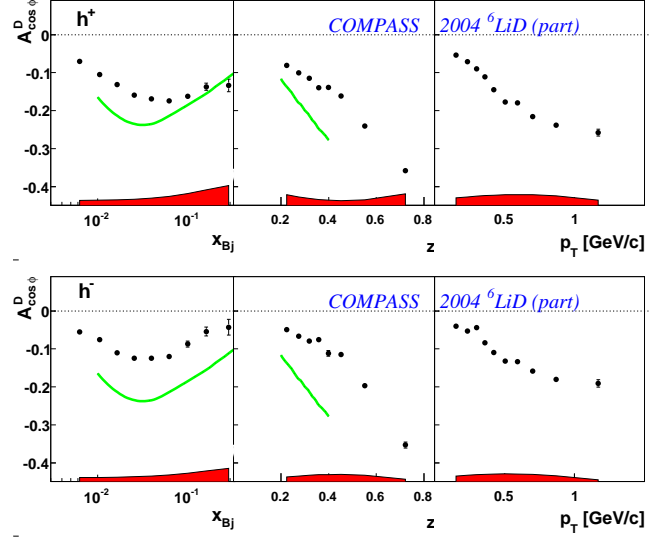 h⁺ COMPASS 2004 ⁶LiD (part)
A^D_cos ϕ
0
-0.1
-0.2
-0.3
-0.4
10⁻² 10⁻¹ 0.2 0.4 0.6 0.8 0.5 1
x_Bj z p_T [GeV/c]
h⁻ COMPASS 2004 ⁶LiD (part)
A^D_cos ϕ
0
-0.1
-0.2
-0.3
-0.4
10⁻² 10⁻¹ 0.2 0.4 0.6 0.8 0.5 1
x_Bj z p_T [GeV/c]